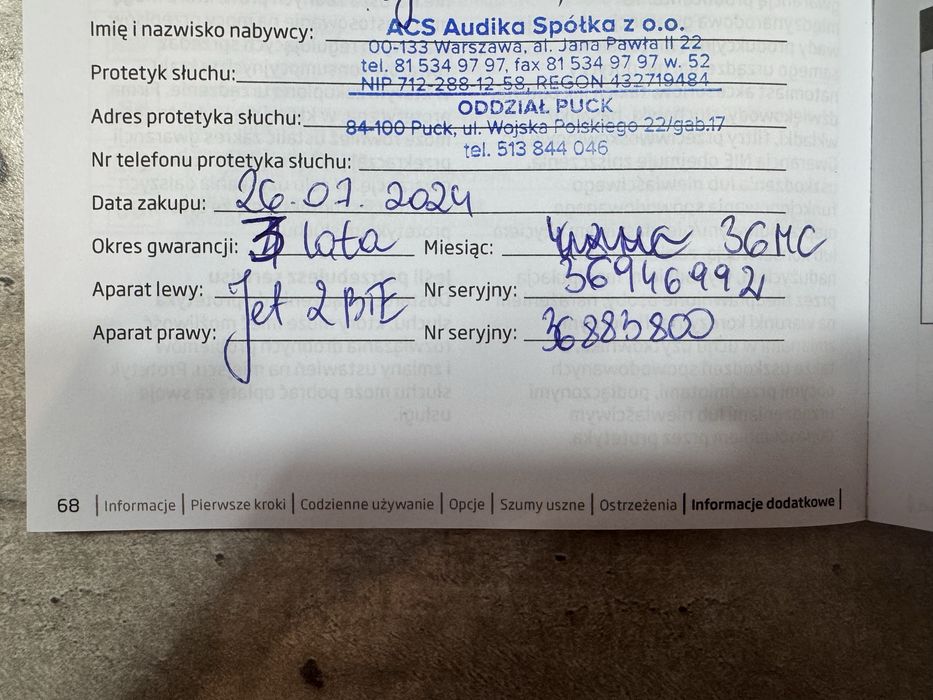 Imię i nazwisko nabywcy:
ACS Audika Spółka z o.o.
00-133 Warszawa, al. Jana Pawła II 22
Protetyk słuchu:
tel. 81 534 97 97, fax 81 534 97 97 w. 52
NIP 712-288-12-58, REGON 432719484
ODDZIAŁ PUCK
Adres protetyka słuchu:
84-100 Puck, ul. Wojska Polskiego 22/gab.17
tel. 513 844 046
Nr telefonu protetyka słuchu:
Data zakupu: 26.07.2024
Okres gwarancji: 3 lata Miesiąc: 36MC
Aparat lewy: Jet 2 BTE Nr seryjny: 36946992
Aparat prawy: Nr seryjny: 36883800
68 | Informacje | Pierwsze kroki | Codzienne używanie | Opcje | Szumy uszne | Ostrzeżenia | Informacje dodatkowe |